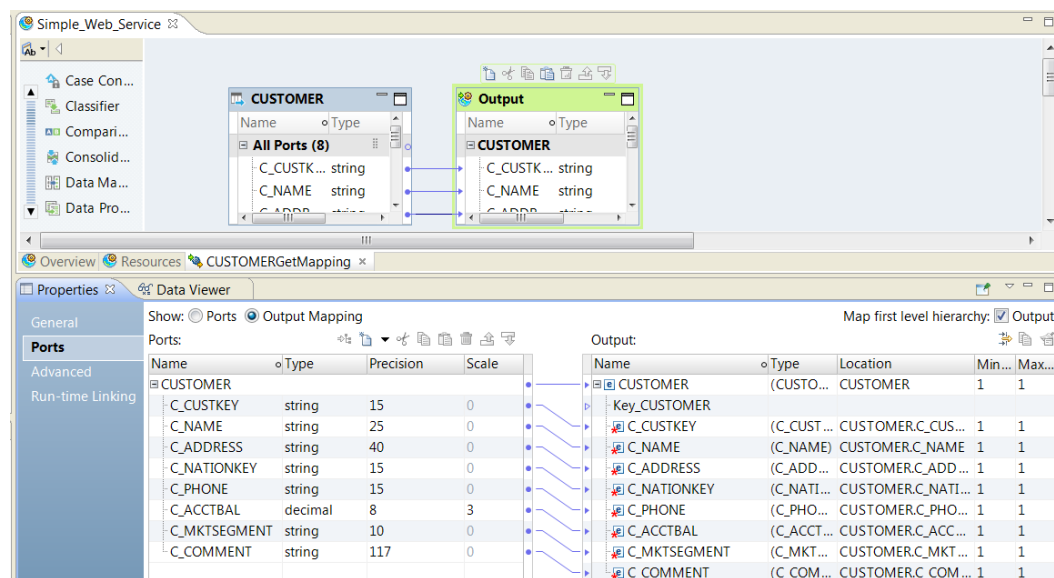 Simple_Web_Service
Case Con...
CUSTOMER
Output
Classifier
Name Type
Name Type
Compari...
All Ports (8)
CUSTOMER
Consolid...
C_CUSTK... string
C_CUSTK... string
Data Ma...
C_NAME string
C_NAME string
Data Pro...
Overview Resources CUSTOMERGetMapping
Properties Data Viewer
General
Ports
Advanced
Run-time Linking
Show: Ports Output Mapping
Map first level hierarchy: Output
Ports:
Output:
Name Type Precision Scale
Name Type Location Min... Max...
CUSTOMER
CUSTOMER (CUSTO... CUSTOMER 1 1
Key_CUSTOMER
C_CUSTKEY string 15 0
C_CUSTKEY (C_CUST... CUSTOMER.C_CUS... 1 1
C_NAME string 25 0
C_NAME (C_NAME) CUSTOMER.C_NAME 1 1
C_ADDRESS string 40 0
C_ADDRESS (C_ADD... CUSTOMER.C_ADD... 1 1
C_NATIONKEY string 15 0
C_NATIONKEY (C_NATI... CUSTOMER.C_NATI... 1 1
C_PHONE string 15 0
C_PHONE (C_PHO... CUSTOMER.C_PHO... 1 1
C_ACCTBAL decimal 8 3
C_ACCTBAL (C_ACCT... CUSTOMER.C_ACC... 1 1
C_MKTSEGMENT string 10 0
C_MKTSEGMENT (C_MKT... CUSTOMER.C_MKT... 1 1
C_COMMENT string 117 0
C_COMMENT (C_COM... CUSTOMER.C_COM... 1 1